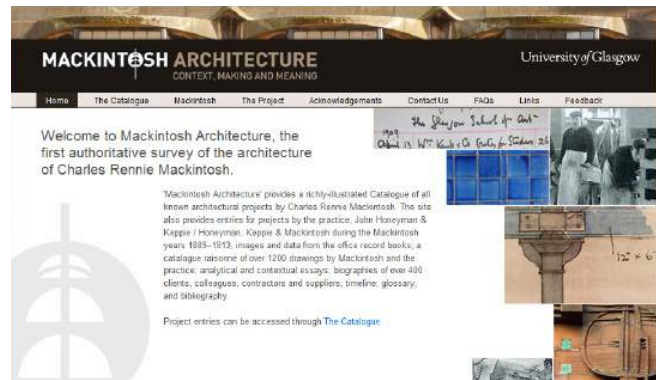 MACKINTOSH ARCHITECTURE
CONTEXT, MAKING AND MEANING
University of Glasgow
Home The Catalogue Mackintosh The Project Acknowledgements Contact Us FAQs Links Feedback
Welcome to Mackintosh Architecture, the
first authoritative survey of the architecture
of Charles Rennie Mackintosh.
'Mackintosh Architecture' provides a richly-illustrated Catalogue of all
known architectural projects by Charles Rennie Mackintosh. The site
also provides entries for projects by the practice, John Honeyman &
Keppie / Honeyman, Keppie & Mackintosh during the Mackintosh
years 1889–1913; images and data from the office record books; a
catalogue raisonné of over 1200 drawings by Mackintosh and the
practice; analytical and contextual essays; biographies of over 400
clients, colleagues, contractors and suppliers; timeline; glossary;
and bibliography.
Project entries can be accessed through The Catalogue.
The Glasgow School of Art
1909
12" × 6"